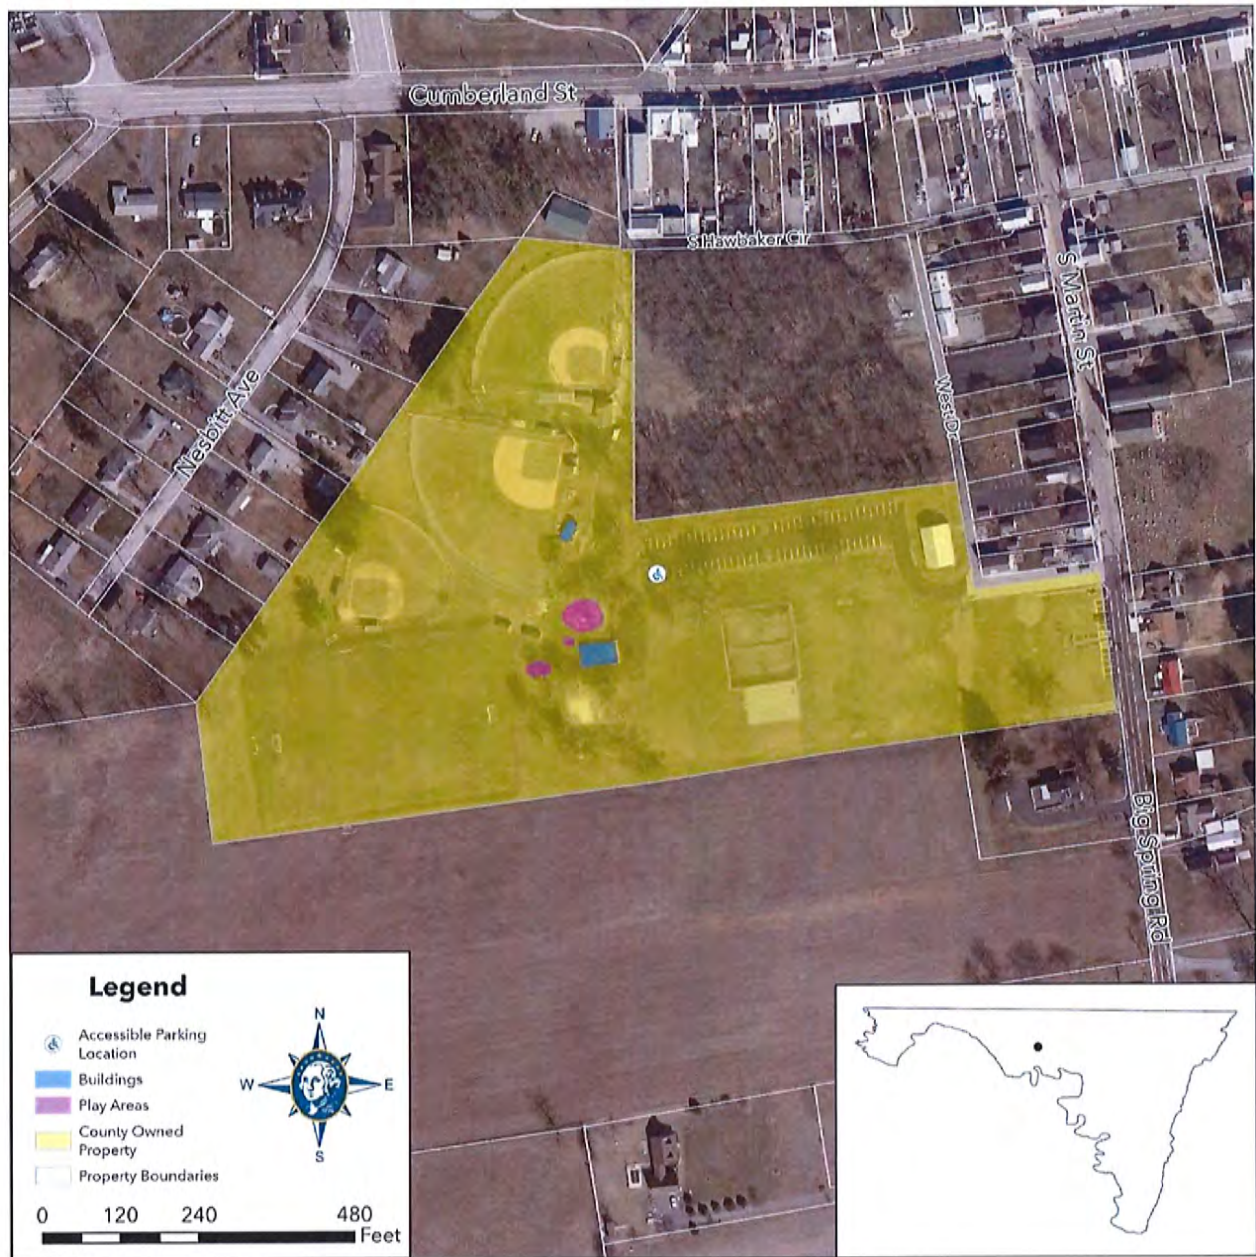 Cumberland St
S Hawbaker Cir
S Martin St
West Dr
Nesbitt Ave
Big Spring Rd
Legend
Accessible Parking
Location
Buildings
Play Areas
County Owned
Property
Property Boundaries
N
W
E
S
0 120 240 480
Feet